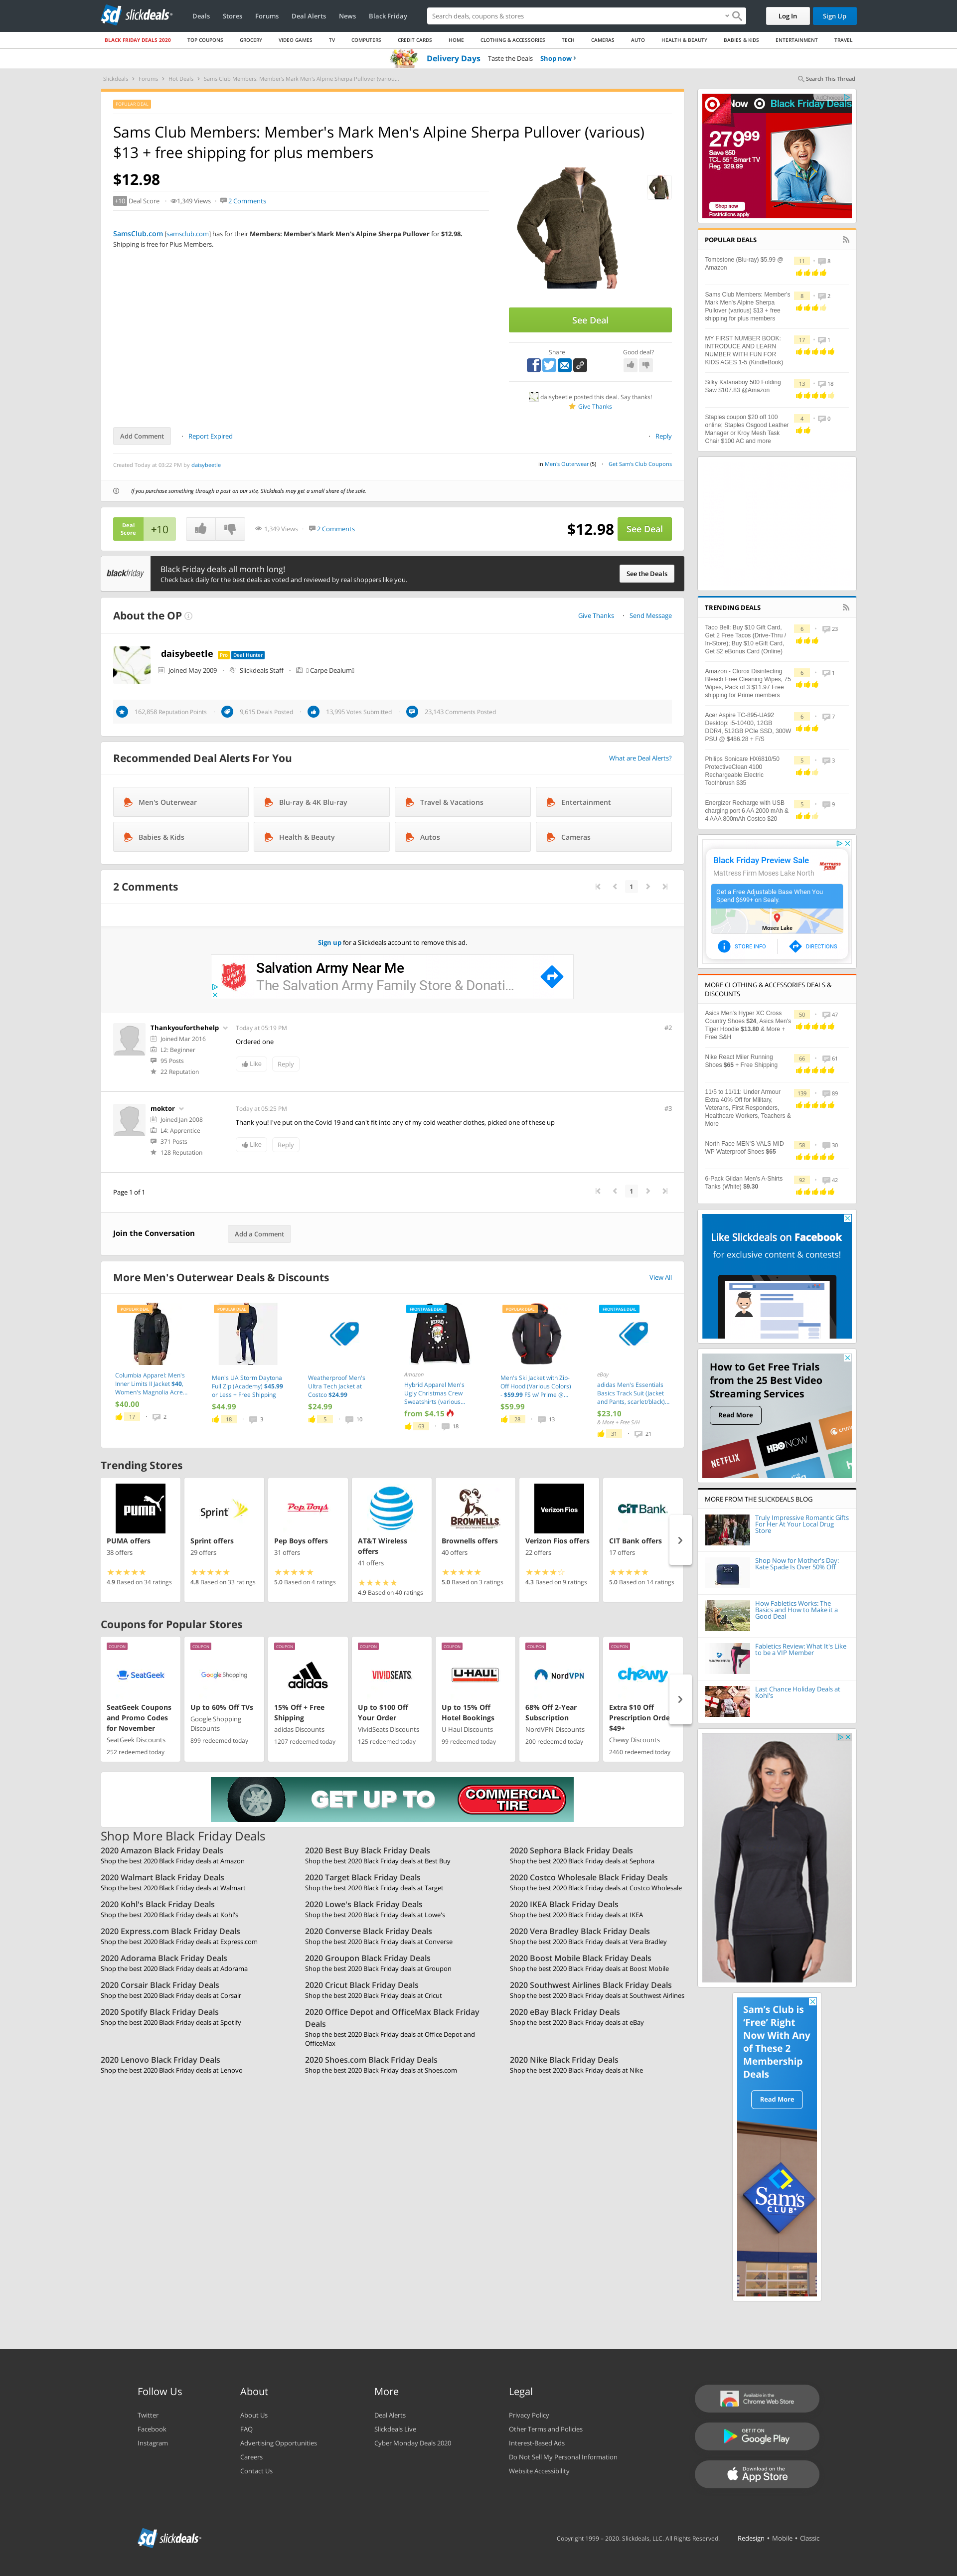 slickdeals
Deals
Stores
Forums
Deal Alerts
News
Black Friday
Search deals, coupons & stores
Log In
Sign Up
BLACK FRIDAY DEALS 2020
TOP COUPONS
GROCERY
VIDEO GAMES
TV
COMPUTERS
CREDIT CARDS
HOME
CLOTHING & ACCESSORIES
TECH
CAMERAS
AUTO
HEALTH & BEAUTY
BABIES & KIDS
ENTERTAINMENT
TRAVEL
Delivery Days Taste the Deals Shop now
Slickdeals > Forums > Hot Deals > Sams Club Members: Member's Mark Men's Alpine Sherpa Pullover (variou...
Search This Thread
POPULAR DEAL
Sams Club Members: Member's Mark Men's Alpine Sherpa Pullover (various)
$13 + free shipping for plus members
$12.98
+10 Deal Score 1,349 Views 2 Comments
SamsClub.com [samsclub.com] has for their Members: Member's Mark Men's Alpine Sherpa Pullover for $12.98.
Shipping is free for Plus Members.
See Deal
Share
Good deal?
daisybeetle posted this deal. Say thanks!
Give Thanks
Add Comment
Report Expired
Reply
Created Today at 03:22 PM by daisybeetle
in Men's Outerwear (5) Get Sam's Club Coupons
If you purchase something through a post on our site, Slickdeals may get a small share of the sale.
Deal Score
+10
1,349 Views
2 Comments
$12.98
See Deal
blackfriday
Black Friday deals all month long!
Check back daily for the best deals as voted and reviewed by real shoppers like you.
See the Deals
About the OP
Give Thanks
Send Message
daisybeetle Pro Deal Hunter
Joined May 2009 Slickdeals Staff Carpe Dealum
162,858 Reputation Points
9,615 Deals Posted
13,995 Votes Submitted
23,143 Comments Posted
Recommended Deal Alerts For You
What are Deal Alerts?
Men's Outerwear
Blu-ray & 4K Blu-ray
Travel & Vacations
Entertainment
Babies & Kids
Health & Beauty
Autos
Cameras
2 Comments
1
Sign up for a Slickdeals account to remove this ad.
THE SALVATION ARMY
Salvation Army Near Me
The Salvation Army Family Store & Donati...
Thankyouforthehelp
Joined Mar 2016
L2: Beginner
95 Posts
22 Reputation
Today at 05:19 PM
#2
Ordered one
Like
Reply
moktor
Joined Jan 2008
L4: Apprentice
371 Posts
128 Reputation
Today at 05:25 PM
#3
Thank you! I've put on the Covid 19 and can't fit into any of my cold weather clothes, picked one of these up
Like
Reply
Page 1 of 1
1
Join the Conversation
Add a Comment
More Men's Outerwear Deals & Discounts
View All
POPULAR DEAL
Columbia Apparel: Men's
Inner Limits II Jacket $40,
Women's Magnolia Acre...
$40.00
17 2
POPULAR DEAL
Men's UA Storm Daytona
Full Zip (Academy) $45.99
or Less + Free Shipping
$44.99
18 3
Weatherproof Men's
Ultra Tech Jacket at
Costco $24.99
$24.99
5 10
FRONTPAGE DEAL
Amazon
Hybrid Apparel Men's
Ugly Christmas Crew
Sweatshirts (various...
from $4.15
63 18
POPULAR DEAL
Men's Ski Jacket with Zip-
Off Hood (Various Colors)
- $59.99 FS w/ Prime @...
$59.99
28 13
FRONTPAGE DEAL
eBay
adidas Men's Essentials
Basics Track Suit (Jacket
and Pants, scarlet/black)...
$23.10
& More + Free S/H
31 21
Trending Stores
PUMA
PUMA offers
38 offers
4.9 Based on 34 ratings
Sprint
Sprint offers
29 offers
4.8 Based on 33 ratings
Pep Boys
Pep Boys offers
31 offers
5.0 Based on 4 ratings
AT&T Wireless
offers
41 offers
4.9 Based on 40 ratings
BROWNELLS
Brownells offers
40 offers
5.0 Based on 3 ratings
Verizon Fios
Verizon Fios offers
22 offers
4.3 Based on 9 ratings
CIT Bank
CIT Bank offers
17 offers
5.0 Based on 14 ratings
Coupons for Popular Stores
COUPON
SeatGeek
SeatGeek Coupons
and Promo Codes
for November
SeatGeek Discounts
252 redeemed today
COUPON
Google Shopping
Up to 60% Off TVs
Google Shopping
Discounts
899 redeemed today
COUPON
adidas
15% Off + Free
Shipping
adidas Discounts
1207 redeemed today
COUPON
VIVIDSEATS
Up to $100 Off
Your Order
VividSeats Discounts
125 redeemed today
COUPON
U-HAUL
Up to 15% Off
Hotel Bookings
U-Haul Discounts
99 redeemed today
COUPON
NordVPN
68% Off 2-Year
Subscription
NordVPN Discounts
200 redeemed today
COUPON
chewy
Extra $10 Off
Prescription Orde
$49+
Chewy Discounts
2460 redeemed today
GET UP TO
COMMERCIAL TIRE
Shop More Black Friday Deals
2020 Amazon Black Friday Deals
Shop the best 2020 Black Friday deals at Amazon
2020 Best Buy Black Friday Deals
Shop the best 2020 Black Friday deals at Best Buy
2020 Sephora Black Friday Deals
Shop the best 2020 Black Friday deals at Sephora
2020 Walmart Black Friday Deals
Shop the best 2020 Black Friday deals at Walmart
2020 Target Black Friday Deals
Shop the best 2020 Black Friday deals at Target
2020 Costco Wholesale Black Friday Deals
Shop the best 2020 Black Friday deals at Costco Wholesale
2020 Kohl's Black Friday Deals
Shop the best 2020 Black Friday deals at Kohl's
2020 Lowe's Black Friday Deals
Shop the best 2020 Black Friday deals at Lowe's
2020 IKEA Black Friday Deals
Shop the best 2020 Black Friday deals at IKEA
2020 Express.com Black Friday Deals
Shop the best 2020 Black Friday deals at Express.com
2020 Converse Black Friday Deals
Shop the best 2020 Black Friday deals at Converse
2020 Vera Bradley Black Friday Deals
Shop the best 2020 Black Friday deals at Vera Bradley
2020 Adorama Black Friday Deals
Shop the best 2020 Black Friday deals at Adorama
2020 Groupon Black Friday Deals
Shop the best 2020 Black Friday deals at Groupon
2020 Boost Mobile Black Friday Deals
Shop the best 2020 Black Friday deals at Boost Mobile
2020 Corsair Black Friday Deals
Shop the best 2020 Black Friday deals at Corsair
2020 Cricut Black Friday Deals
Shop the best 2020 Black Friday deals at Cricut
2020 Southwest Airlines Black Friday Deals
Shop the best 2020 Black Friday deals at Southwest Airlines
2020 Spotify Black Friday Deals
Shop the best 2020 Black Friday deals at Spotify
2020 Office Depot and OfficeMax Black Friday
Deals
Shop the best 2020 Black Friday deals at Office Depot and
OfficeMax
2020 eBay Black Friday Deals
Shop the best 2020 Black Friday deals at eBay
2020 Lenovo Black Friday Deals
Shop the best 2020 Black Friday deals at Lenovo
2020 Shoes.com Black Friday Deals
Shop the best 2020 Black Friday deals at Shoes.com
2020 Nike Black Friday Deals
Shop the best 2020 Black Friday deals at Nike
Now Black Friday Deals
279.99
Save $50
TCL 55" Smart TV
Reg. 329.99
Shop now
Restrictions apply
POPULAR DEALS
Tombstone (Blu-ray) $5.99 @
Amazon
11 8
Sams Club Members: Member's
Mark Men's Alpine Sherpa
Pullover (various) $13 + free
shipping for plus members
8 2
MY FIRST NUMBER BOOK:
INTRODUCE AND LEARN
NUMBER WITH FUN FOR
KIDS AGES 1-5 (KindleBook)
17 1
Silky Katanaboy 500 Folding
Saw $107.83 @Amazon
13 18
Staples coupon $20 off 100
online; Staples Osgood Leather
Manager or Kroy Mesh Task
Chair $100 AC and more
4 0
TRENDING DEALS
Taco Bell: Buy $10 Gift Card,
Get 2 Free Tacos (Drive-Thru /
In-Store); Buy $10 eGift Card,
Get $2 eBonus Card (Online)
6 23
Amazon - Clorox Disinfecting
Bleach Free Cleaning Wipes, 75
Wipes, Pack of 3 $11.97 Free
shipping for Prime members
6 1
Acer Aspire TC-895-UA92
Desktop: i5-10400, 12GB
DDR4, 512GB PCIe SSD, 300W
PSU @ $486.28 + F/S
6 7
Philips Sonicare HX6810/50
ProtectiveClean 4100
Rechargeable Electric
Toothbrush $35
5 3
Energizer Recharge with USB
charging port 6 AA 2000 mAh &
4 AAA 800mAh Costco $20
5 9
Black Friday Preview Sale
Mattress Firm Moses Lake North
MATTRESS FIRM
Get a Free Adjustable Base When You
Spend $699+ on Sealy.
Moses Lake
STORE INFO
DIRECTIONS
MORE CLOTHING & ACCESSORIES DEALS &
DISCOUNTS
Asics Men's Hyper XC Cross
Country Shoes $24, Asics Men's
Tiger Hoodie $13.80 & More +
Free S&H
50 47
Nike React Miler Running
Shoes $65 + Free Shipping
66 61
11/5 to 11/11: Under Armour
Extra 40% Off for Military,
Veterans, First Responders,
Healthcare Workers, Teachers &
More
139 89
North Face MEN'S VALS MID
WP Waterproof Shoes $65
58 30
6-Pack Gildan Men's A-Shirts
Tanks (White) $9.30
92 42
Like Slickdeals on Facebook
for exclusive content & contests!
How to Get Free Trials
from the 25 Best Video
Streaming Services
Read More
NETFLIX
HBO NOW
MORE FROM THE SLICKDEALS BLOG
Truly Impressive Romantic Gifts
For Her At Your Local Drug
Store
Shop Now for Mother's Day:
Kate Spade Is Over 50% Off
How Fabletics Works: The
Basics and How to Make it a
Good Deal
Fabletics Review: What It's Like
to be a VIP Member
Last Chance Holiday Deals at
Kohl's
Sam's Club is
'Free' Right
Now With Any
of These 2
Membership
Deals
Read More
Sam's
CLUB
Follow Us
Twitter
Facebook
Instagram
About
About Us
FAQ
Advertising Opportunities
Careers
Contact Us
More
Deal Alerts
Slickdeals Live
Cyber Monday Deals 2020
Legal
Privacy Policy
Other Terms and Policies
Interest-Based Ads
Do Not Sell My Personal Information
Website Accessibility
Available in the
Chrome Web Store
GET IT ON
Google Play
Download on the
App Store
slickdeals
Copyright 1999 – 2020. Slickdeals, LLC. All Rights Reserved.
Redesign • Mobile • Classic